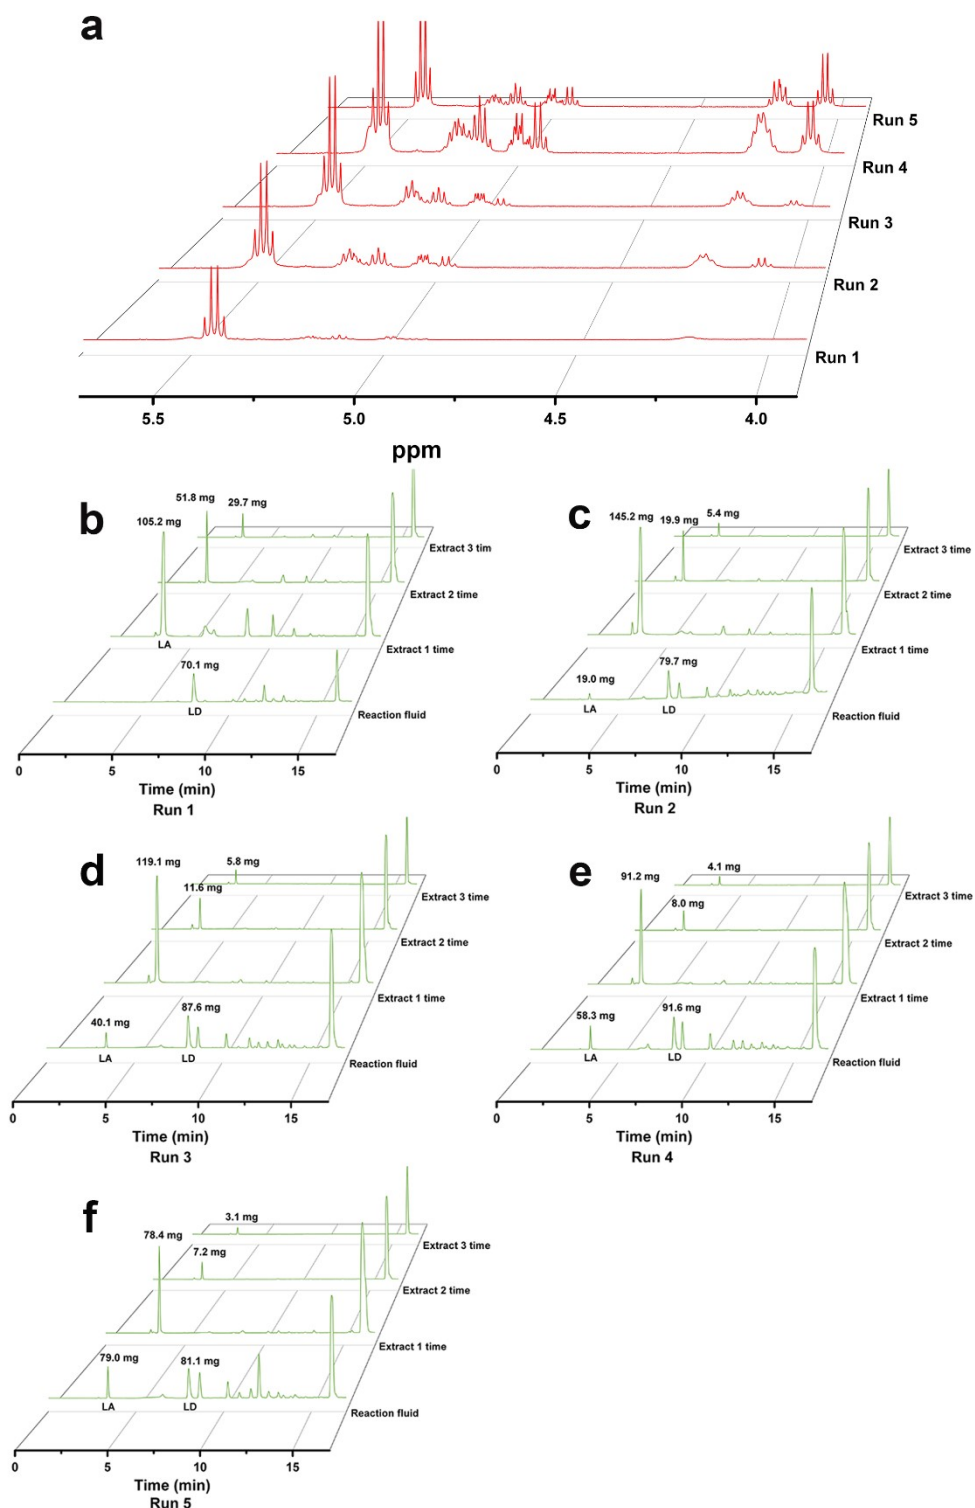 a
Run 5
Run 4
Run 3
Run 2
Run 1
5.5 5.0 4.5 4.0
ppm
b
51.8 mg
29.7 mg
105.2 mg
Extract 3 tim
Extract 2 time
Extract 1 time
LA
70.1 mg
LD
Reaction fluid
0 5 10 15
Time (min)
Run 1
c
145.2 mg
19.9 mg
5.4 mg
Extract 3 time
Extract 2 time
Extract 1 time
19.0 mg
79.7 mg
LA
LD
Reaction fluid
0 5 10 15
Time (min)
Run 2
d
119.1 mg
5.8 mg
11.6 mg
Extract 3 time
Extract 2 time
Extract 1 time
40.1 mg
87.6 mg
LA
LD
Reaction fluid
0 5 10 15
Time (min)
Run 3
e
91.2 mg
4.1 mg
8.0 mg
Extract 3 time
Extract 2 time
Extract 1 time
58.3 mg
91.6 mg
LA
LD
Reaction fluid
0 5 10 15
Time (min)
Run 4
f
78.4 mg
3.1 mg
7.2 mg
Extract 3 time
Extract 2 time
Extract 1 time
79.0 mg
81.1 mg
LA
LD
Reaction fluid
0 5 10 15
Time (min)
Run 5